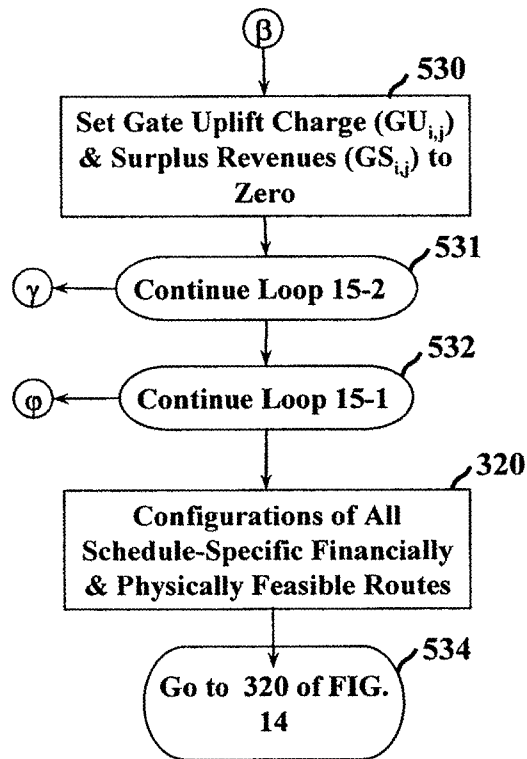 β
530
Set Gate Uplift Charge (GUi,j)
& Surplus Revenues (GSi,j) to
Zero
531
γ
Continue Loop 15-2
532
φ
Continue Loop 15-1
320
Configurations of All
Schedule-Specific Financially
& Physically Feasible Routes
534
Go to 320 of FIG.
14